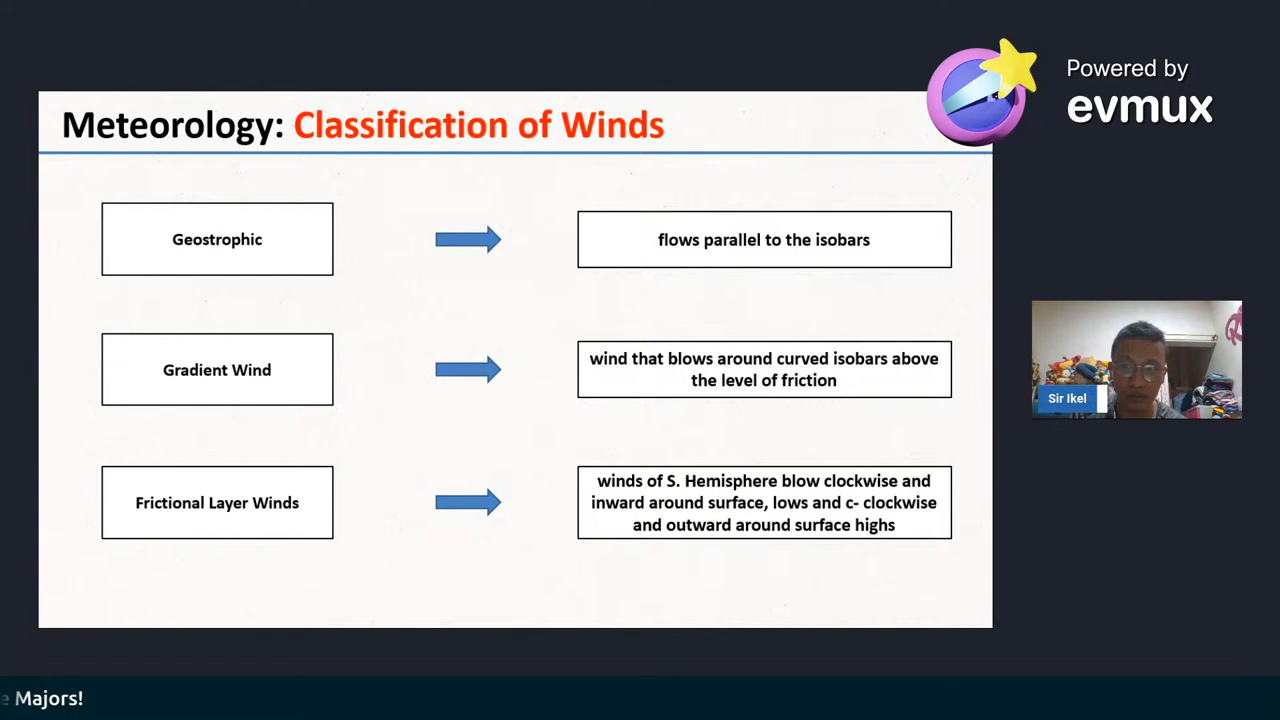 Powered by
evmux
Meteorology: Classification of Winds
Geostrophic
flows parallel to the isobars
Gradient Wind
wind that blows around curved isobars above
the level of friction
Frictional Layer Winds
winds of S. Hemisphere blow clockwise and
inward around surface, lows and c- clockwise
and outward around surface highs
Sir Ikel
e Majors!